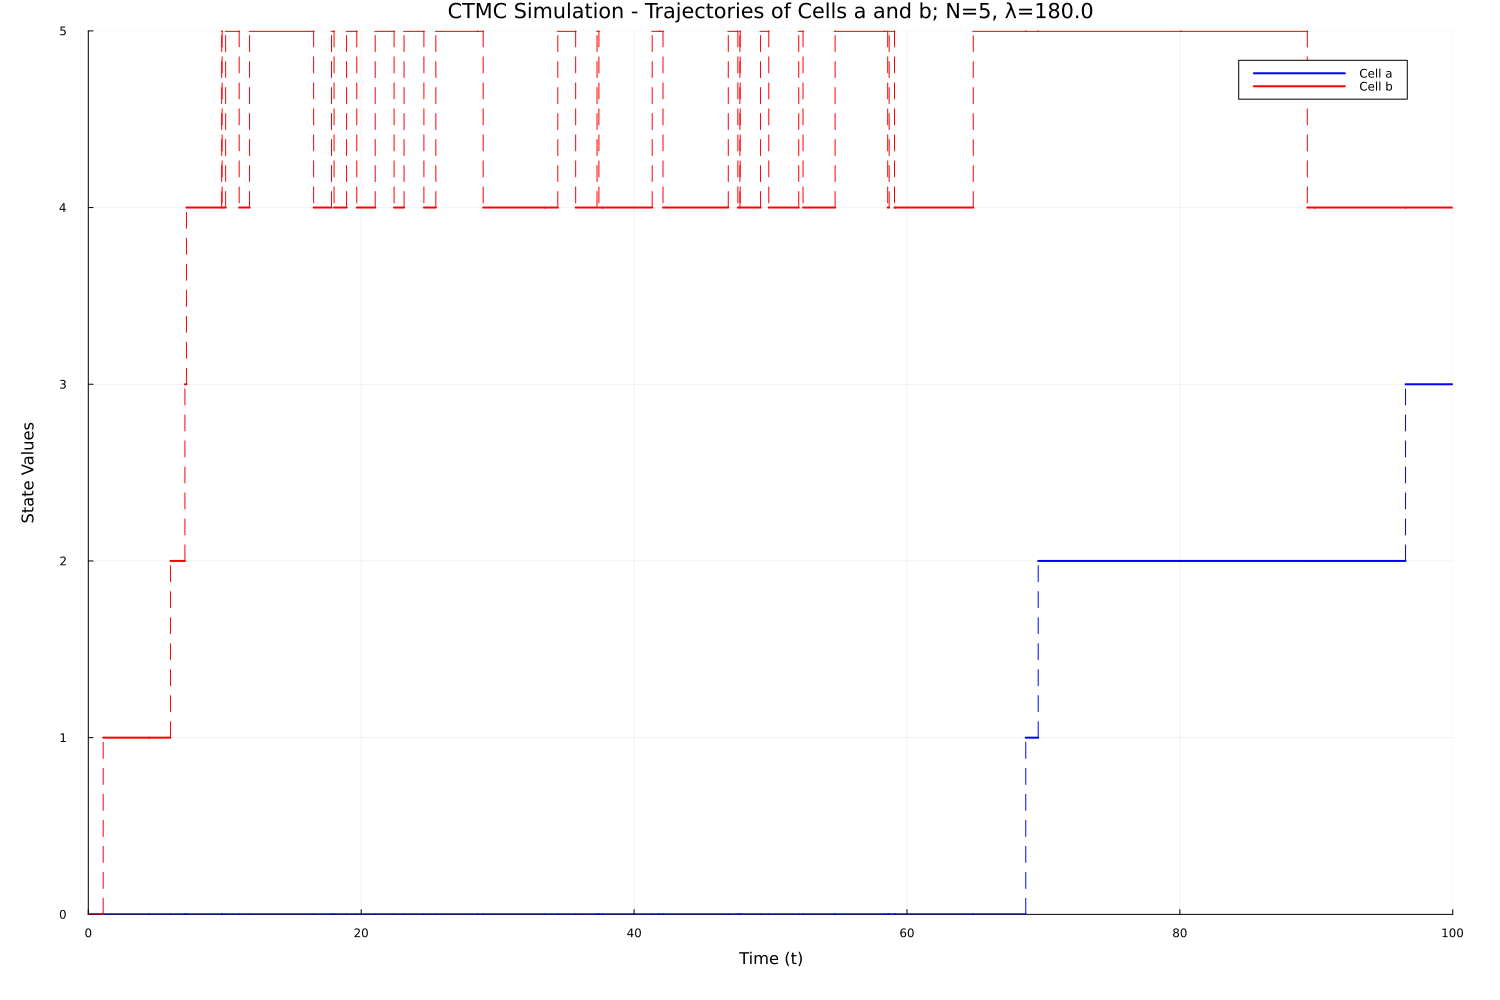 CTMC Simulation - Trajectories of Cells a and b; N=5, λ=180.0
5
4
3
2
1
0
State Values
Cell a
Cell b
0 20 40 60 80 100
Time (t)